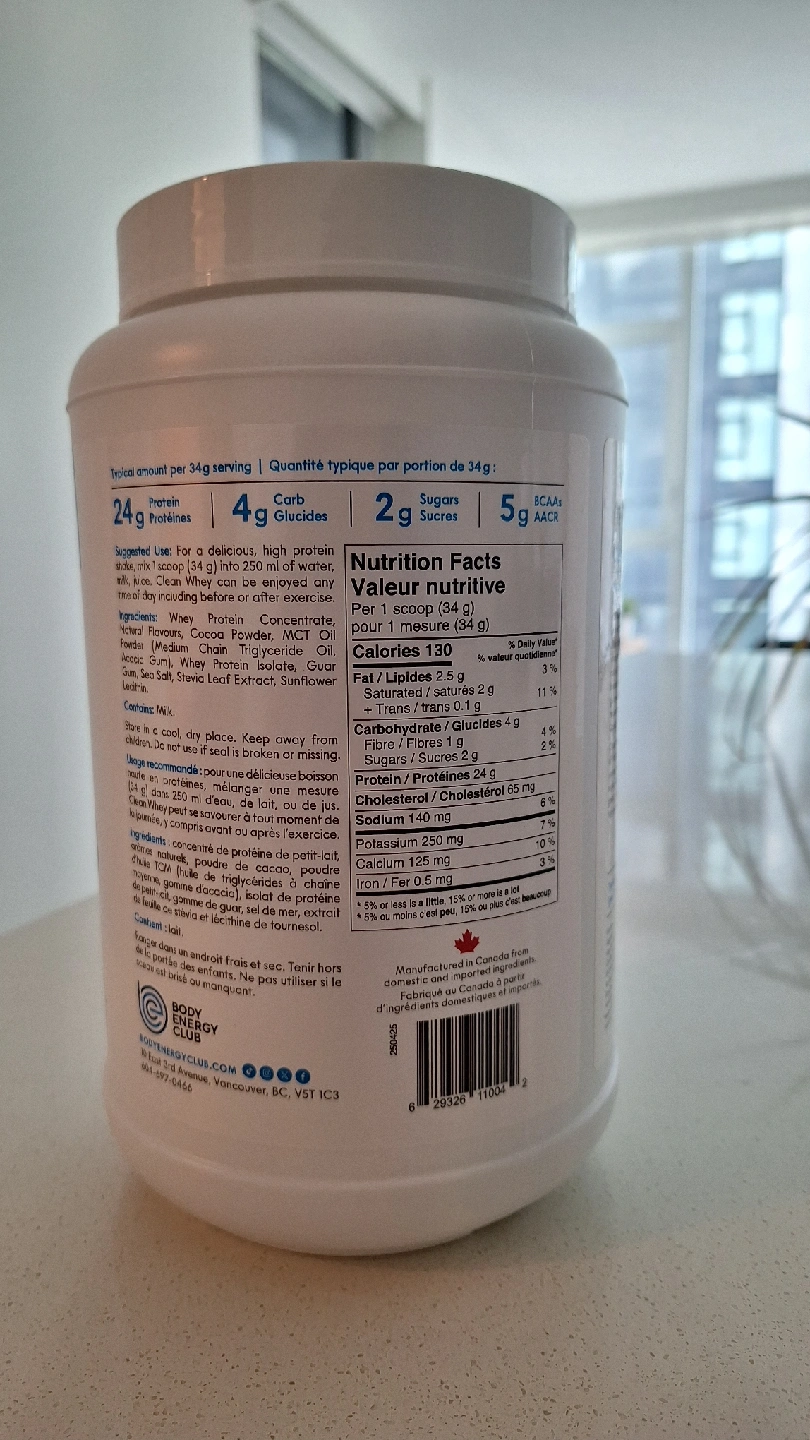 Typical amount per 34g serving | Quantité typique par portion de 34g:
24g Protein Protéines | 4g Carb Glucides | 2g Sugars Sucres | 5g BCAAs AACR
Suggested Use: For a delicious, high protein
shake, mix 1 scoop (34 g) into 250 ml of water,
milk, juice. Clean Whey can be enjoyed any
time of day including before or after exercise.
Ingredients: Whey Protein Concentrate,
Natural Flavours, Cocoa Powder, MCT Oil
Powder (Medium Chain Triglyceride Oil,
Acacia Gum), Whey Protein Isolate, Guar
Gum, Sea Salt, Stevia Leaf Extract, Sunflower
Lecithin.
Contains: Milk.
Store in a cool, dry place. Keep away from
children. Do not use if seal is broken or missing.
Usage recommandé : pour une délicieuse boisson
haute en protéines, mélanger une mesure
(34 g) dans 250 ml d'eau, de lait, ou de jus.
Clean Whey peut se savourer à tout moment de
la journée, y compris avant ou après l'exercice.
Ingrédients : concentré de protéine de petit-lait,
arômes naturels, poudre de cacao, poudre
d'huile TCM (huile de triglycérides à chaîne
moyenne, gomme d'acacia), isolat de protéine
de petit-lait, gomme de guar, sel de mer, extrait
de feuille de stévia et lécithine de tournesol.
Contient : lait.
Ranger dans un endroit frais et sec. Tenir hors
de la portée des enfants. Ne pas utiliser si le
sceau est brisé ou manquant.
BODY
ENERGY
CLUB
BODYENERGYCLUB.COM
East 3rd Avenue, Vancouver, BC, V5T 1C3
604-697-0466
Nutrition Facts
Valeur nutritive
Per 1 scoop (34 g)
pour 1 mesure (34 g)
Calories 130
% Daily Value*
% valeur quotidienne*
Fat / Lipides 2.5 g 3 %
Saturated / saturés 2 g
+ Trans / trans 0.1 g 11 %
Carbohydrate / Glucides 4 g
Fibre / Fibres 1 g 4 %
Sugars / Sucres 2 g 2 %
Protein / Protéines 24 g
Cholesterol / Cholestérol 65 mg
Sodium 140 mg 6 %
Potassium 250 mg 7 %
Calcium 125 mg 10 %
Iron / Fer 0.5 mg 3 %
* 5% or less is a little, 15% or more is a lot
* 5% ou moins c'est peu, 15% ou plus c'est beaucoup
Manufactured in Canada from
domestic and imported ingredients.
Fabriqué au Canada à partir
d'ingrédients domestiques et importés.
250425
6 29326 11004 2